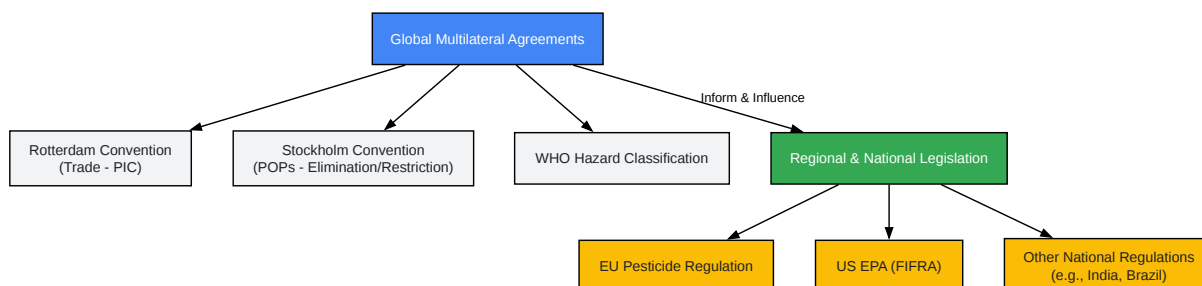 Global Multilateral Agreements
Inform & Influence
Rotterdam Convention
(Trade - PIC)
Stockholm Convention
(POPs - Elimination/Restriction)
WHO Hazard Classification
Regional & National Legislation
EU Pesticide Regulation
US EPA (FIFRA)
Other National Regulations
(e.g., India, Brazil)